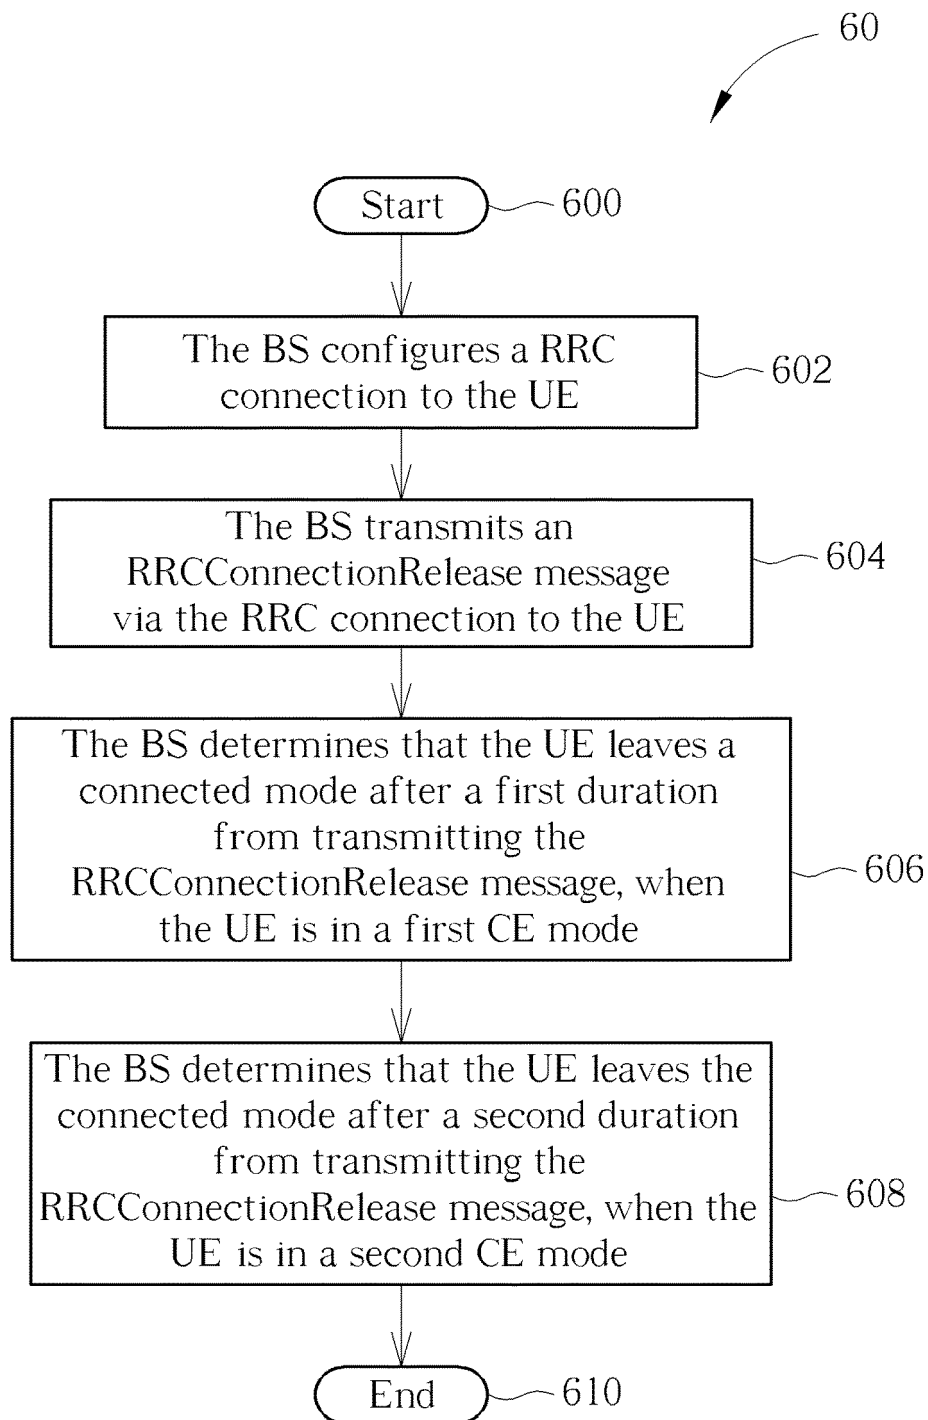 60
Start
600
The BS configures a RRC
connection to the UE
602
The BS transmits an
RRCConnectionRelease message
via the RRC connection to the UE
604
The BS determines that the UE leaves a
connected mode after a first duration
from transmitting the
RRCConnectionRelease message, when
the UE is in a first CE mode
606
The BS determines that the UE leaves the
connected mode after a second duration
from transmitting the
RRCConnectionRelease message, when the
UE is in a second CE mode
608
End
610